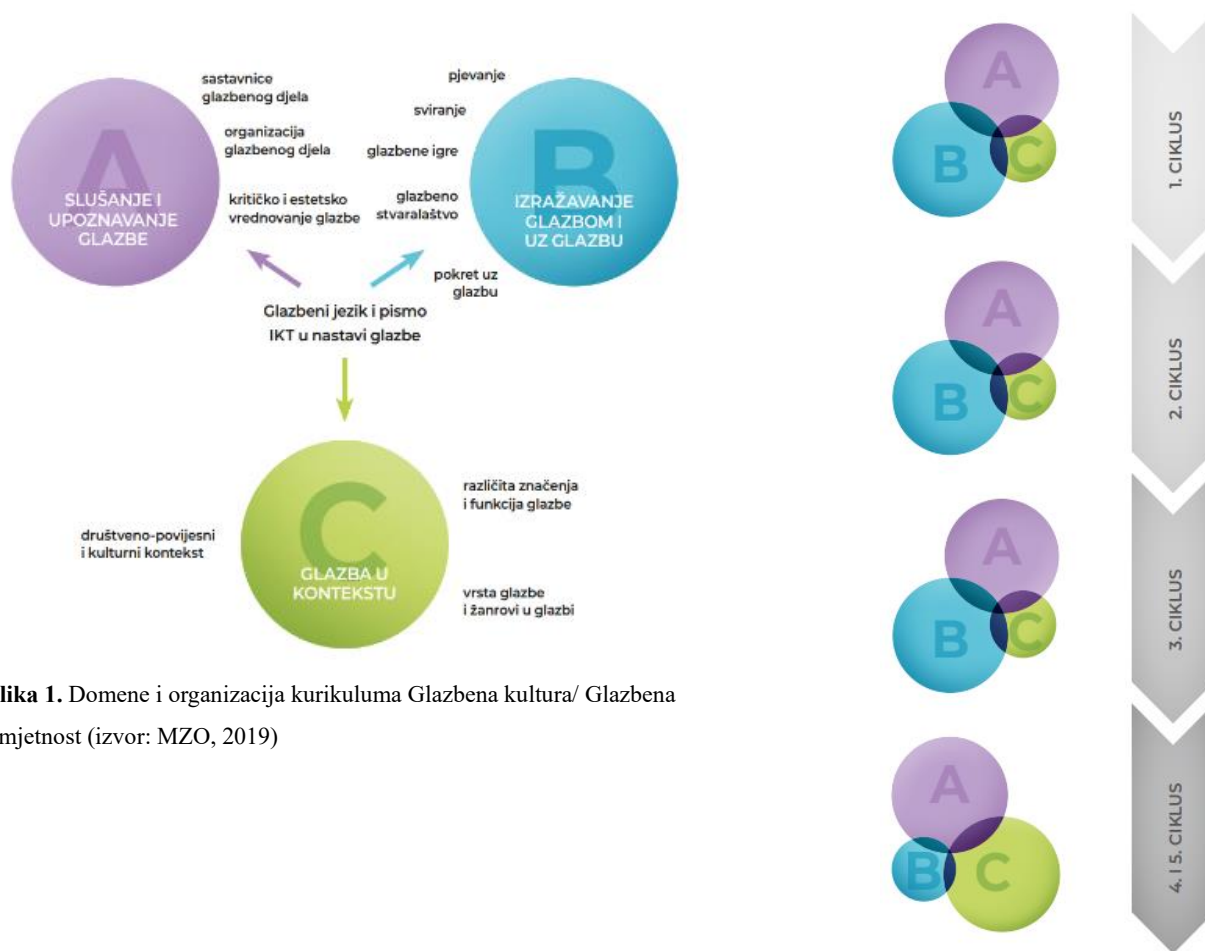 sastavnice
glazbenog djela
organizacija
glazbenog djela
kritičko i estetsko
vrednovanje glazbe
A
SLUŠANJE I
UPOZNAVANJE
GLAZBE
pjevanje
sviranje
glazbene igre
glazbeno
stvaralaštvo
pokret uz
glazbu
B
IZRAŽAVANJE
GLAZBOM I
UZ GLAZBU
Glazbeni jezik i pismo
IKT u nastavi glazbe
društveno-povijesni
i kulturni kontekst
C
GLAZBA U
KONTEKSTU
različita značenja
i funkcija glazbe
vrsta glazbe
i žanrovi u glazbi
lika 1. Domene i organizacija kurikuluma Glazbena kultura/ Glazbena
mjetnost (izvor: MZO, 2019)
A
B
C
1. CIKLUS
A
B
C
2. CIKLUS
A
B
C
3. CIKLUS
A
B
C
4. I 5. CIKLUS